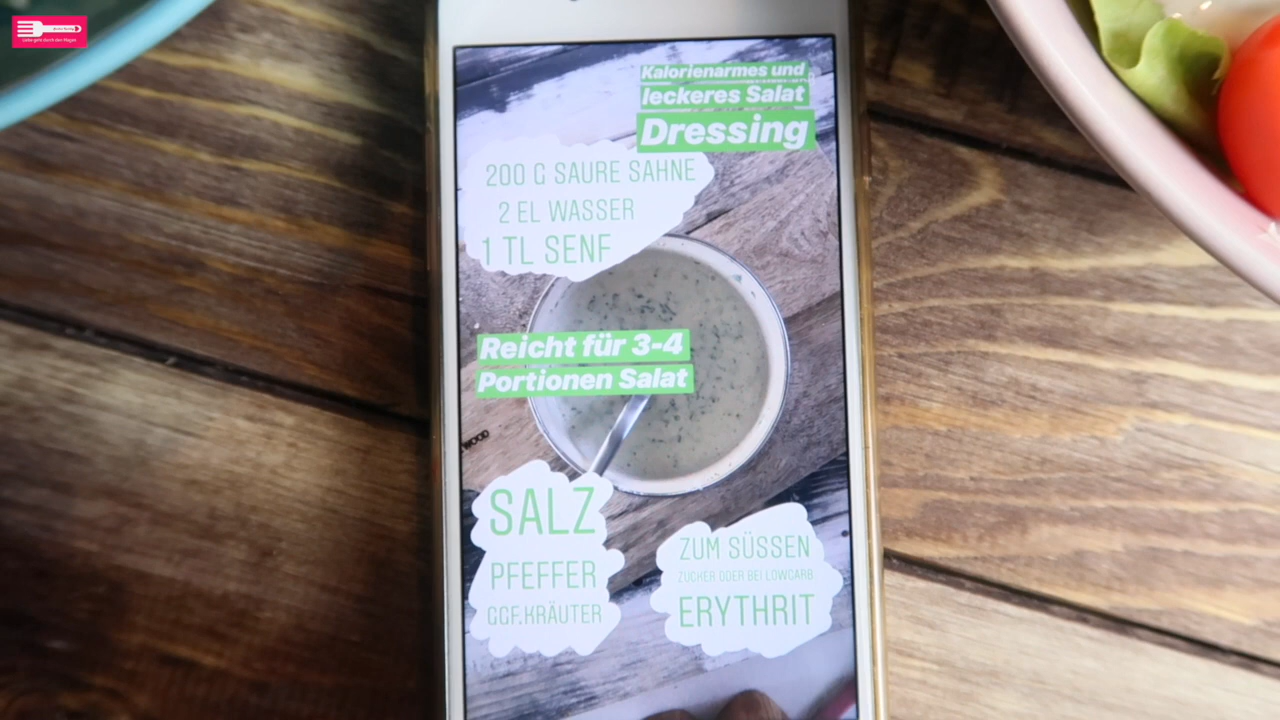 Kalorienarmes und
leckeres Salat
Dressing
200 G SAURE SAHNE
2 EL WASSER
1 TL SENF
Reicht für 3-4
Portionen Salat
WOOD
SALZ
PFEFFER
GGF. KRÄUTER
ZUM SÜSSEN
ZUCKER ODER BEI LOWCARB
ERYTHRIT